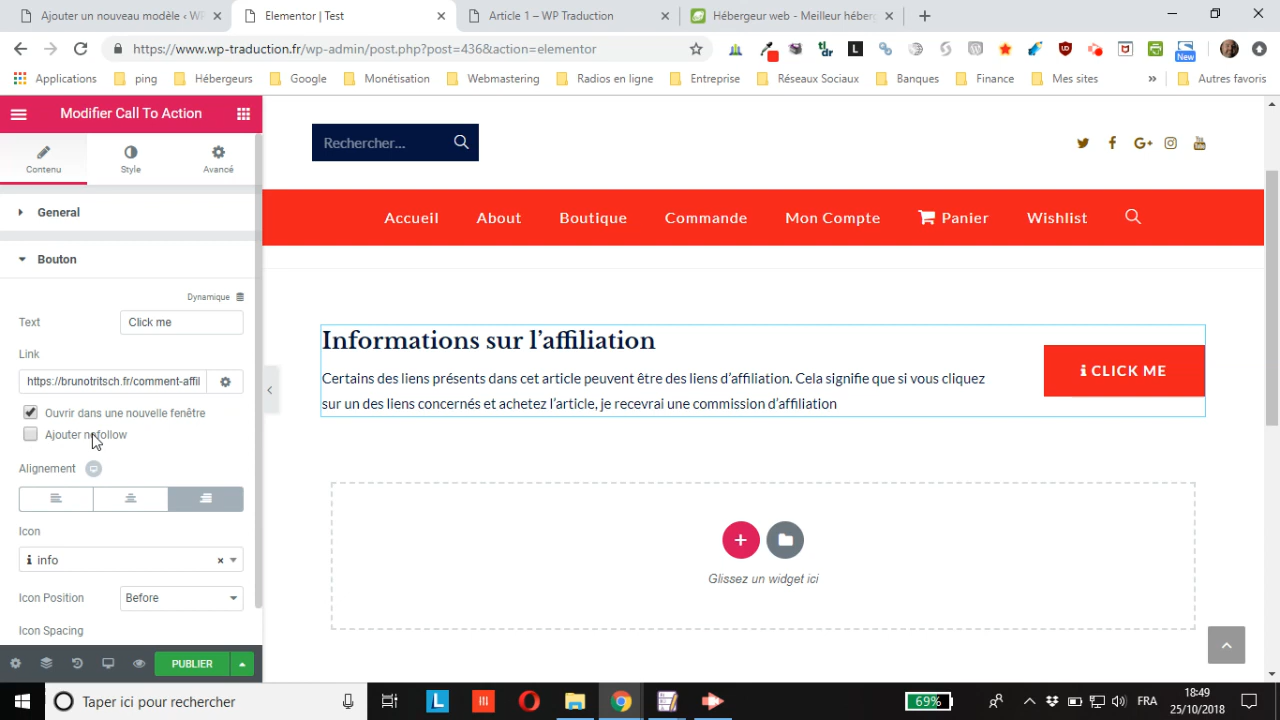 Ajouter un nouveau modèle ‹ WP
Elementor | Test
Article 1 – WP Traduction
Hébergeur web - Meilleur héberg
https://www.wp-traduction.fr/wp-admin/post.php?post=436&action=elementor
New
Applications
ping
Hébergeurs
Google
Monétisation
Webmastering
Radios en ligne
Entreprise
Réseaux Sociaux
Banques
Finance
Mes sites
»
Autres favoris
Modifier Call To Action
Contenu
Style
Avancé
General
Bouton
Dynamique
Text
Click me
Link
https://brunotritsch.fr/comment-affil
Ouvrir dans une nouvelle fenêtre
Ajouter nofollow
Alignement
Icon
info
Icon Position
Before
Icon Spacing
PUBLIER
Rechercher...
Accueil
About
Boutique
Commande
Mon Compte
Panier
Wishlist
Informations sur l'affiliation
Certains des liens présents dans cet article peuvent être des liens d'affiliation. Cela signifie que si vous cliquez
sur un des liens concernés et achetez l'article, je recevrai une commission d'affiliation
CLICK ME
Glissez un widget ici
Taper ici pour rechercher
69%
FRA
18:49
25/10/2018